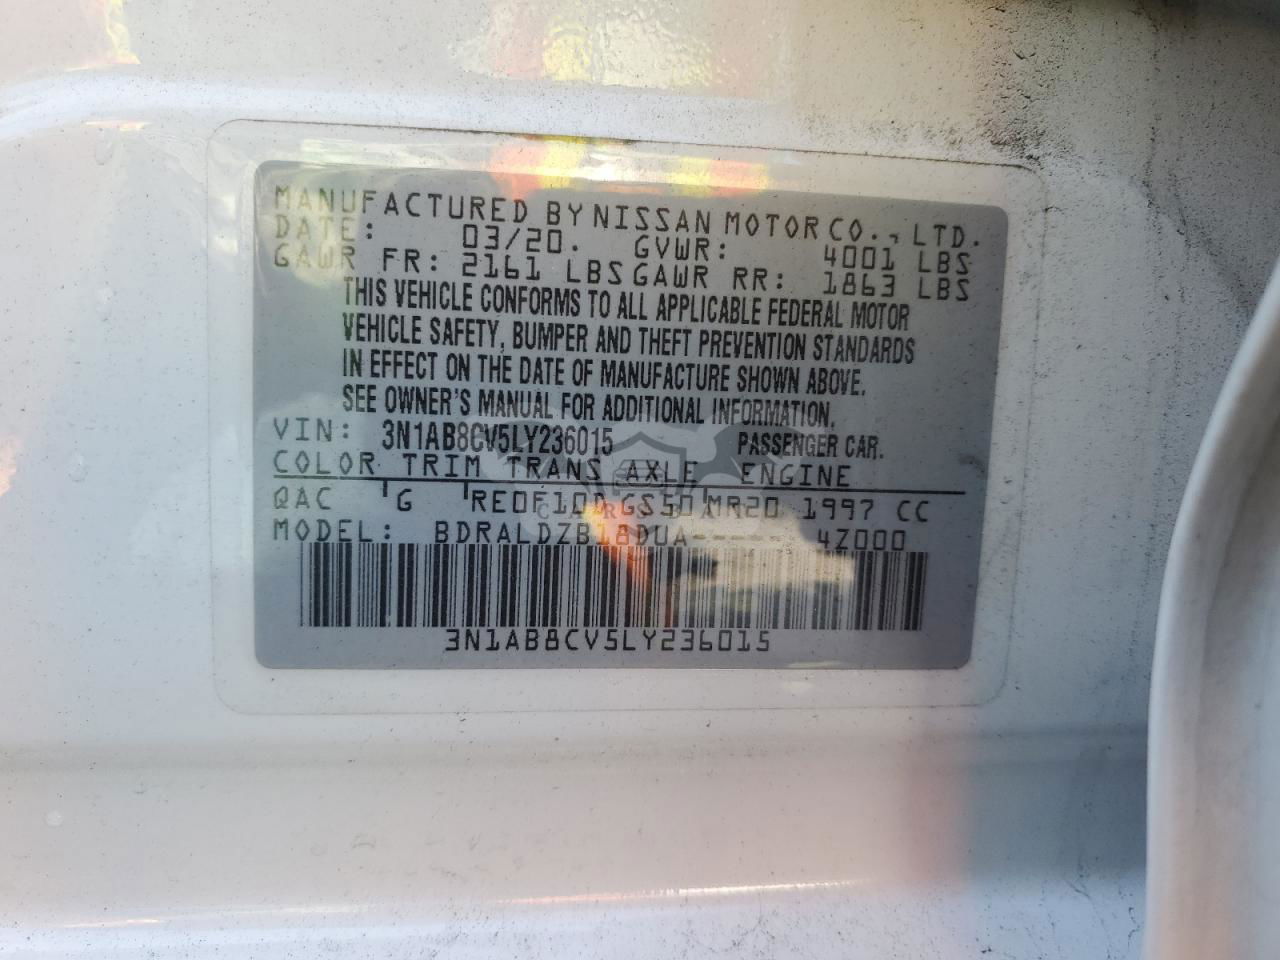 MANUFACTURED BY NISSAN MOTOR CO., LTD.
DATE: 03/20. GVWR: 4001 LBS
GAWR FR: 2161 LBS GAWR RR: 1863 LBS
THIS VEHICLE CONFORMS TO ALL APPLICABLE FEDERAL MOTOR
VEHICLE SAFETY, BUMPER AND THEFT PREVENTION STANDARDS
IN EFFECT ON THE DATE OF MANUFACTURE SHOWN ABOVE.
SEE OWNER'S MANUAL FOR ADDITIONAL INFORMATION.
VIN: 3N1AB8CV5LY236015 PASSENGER CAR.
COLOR TRIM TRANS AXLE ENGINE
QAC G RE0F10D GS50 MR20 1997 CC
MODEL: BDRALDZB18DUA----- 4Z000
3N1AB8CV5LY236015